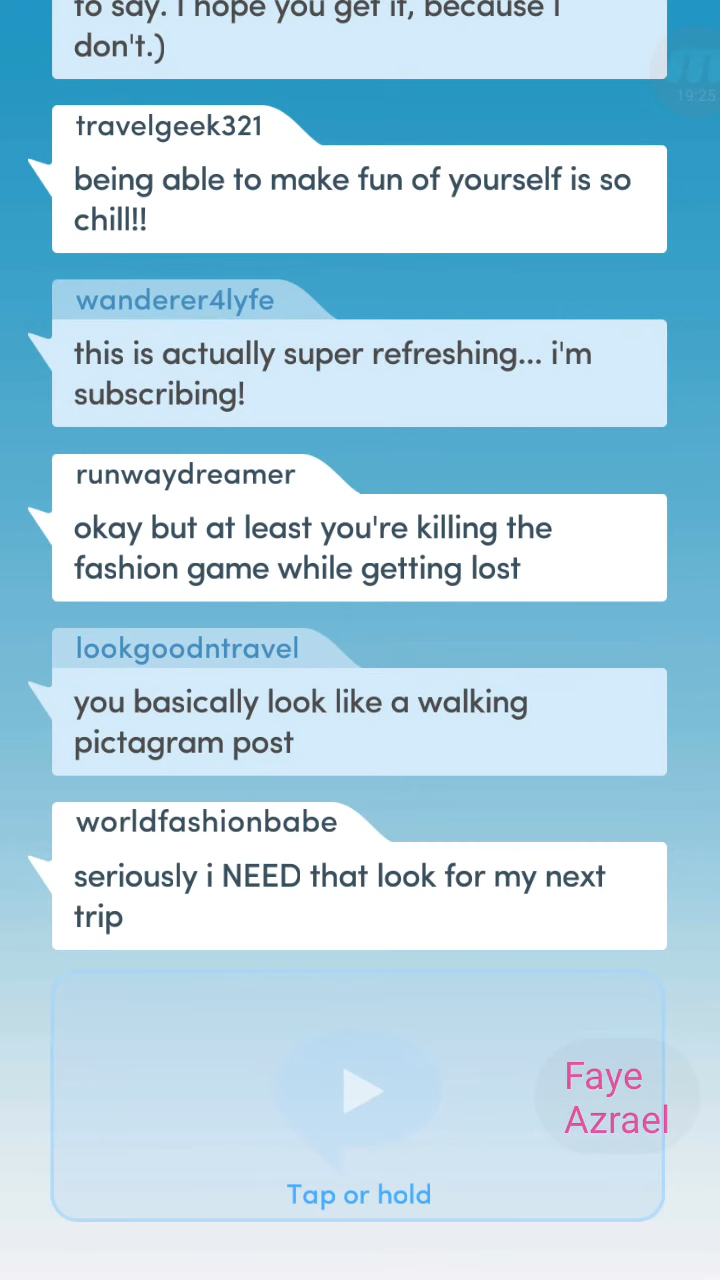 to say. I hope you get it, because I
don't.)
19:25
travelgeek321
being able to make fun of yourself is so
chill!!
wanderer4lyfe
this is actually super refreshing... i'm
subscribing!
runwaydreamer
okay but at least you're killing the
fashion game while getting lost
lookgoodntravel
you basically look like a walking
pictagram post
worldfashionbabe
seriously i NEED that look for my next
trip
Faye
Azrael
Tap or hold